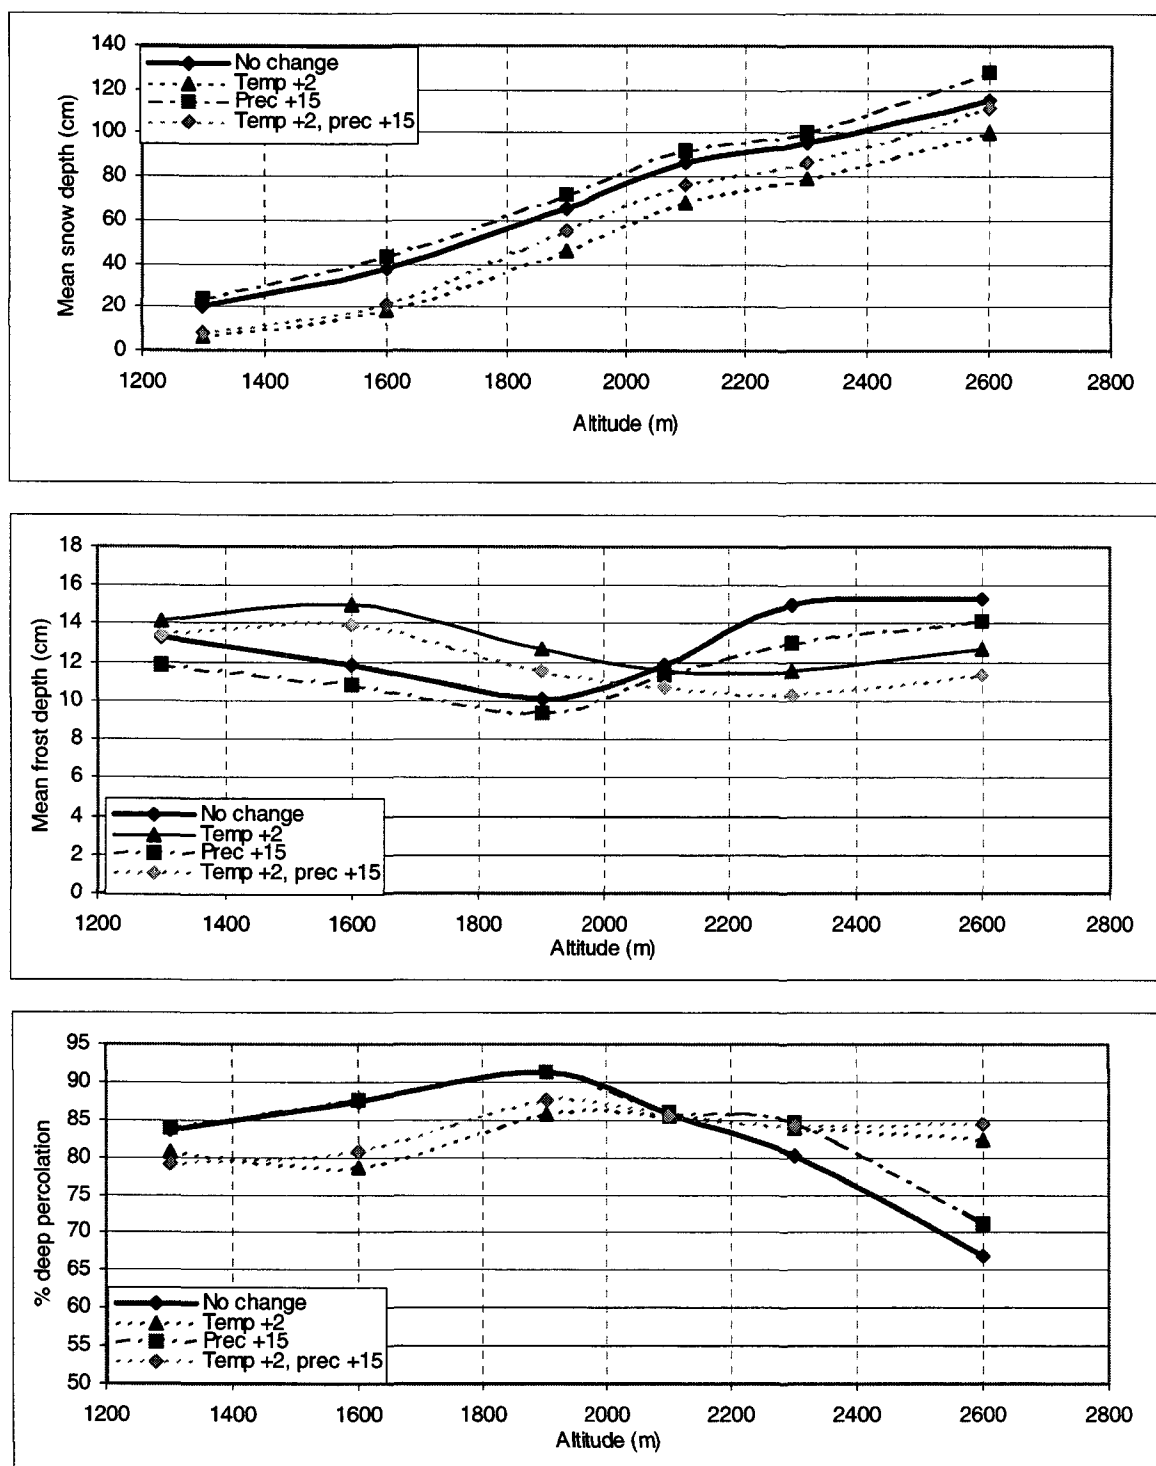 140
120
100
80
60
40
20
0
Mean snow depth (cm)
No change
Temp +2
Prec +15
Temp +2, prec +15
1200 1400 1600 1800 2000 2200 2400 2600 2800
Altitude (m)
18
16
14
12
10
8
6
4
2
0
Mean frost depth (cm)
No change
Temp +2
Prec +15
Temp +2, prec +15
1200 1400 1600 1800 2000 2200 2400 2600 2800
Altitude (m)
95
90
85
80
75
70
65
60
55
50
% deep percolation
No change
Temp +2
Prec +15
Temp +2, prec +15
1200 1400 1600 1800 2000 2200 2400 2600 2800
Altitude (m)